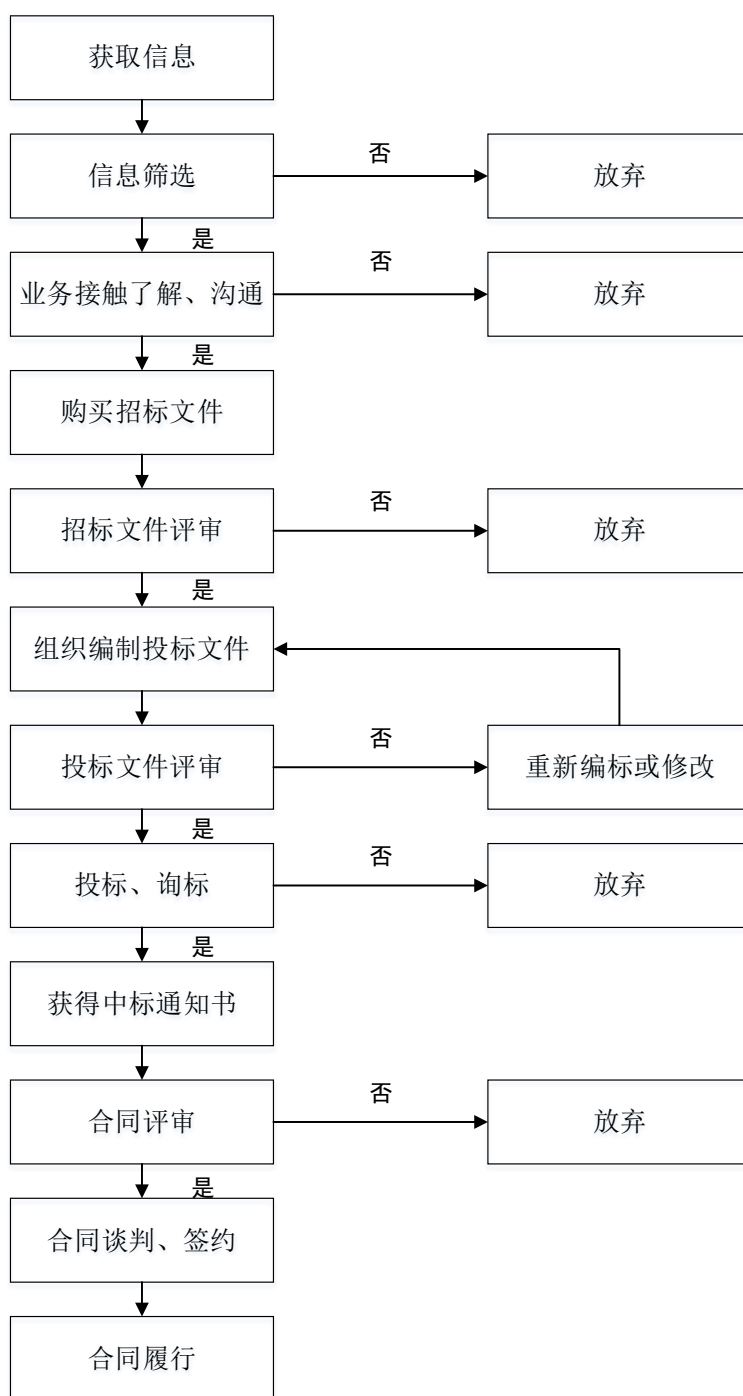 获取信息
信息筛选
否
放弃
是
业务接触了解、沟通
否
放弃
是
购买招标文件
招标文件评审
否
放弃
是
组织编制投标文件
投标文件评审
否
重新编标或修改
是
投标、询标
否
放弃
是
获得中标通知书
合同评审
否
放弃
是
合同谈判、签约
合同履行